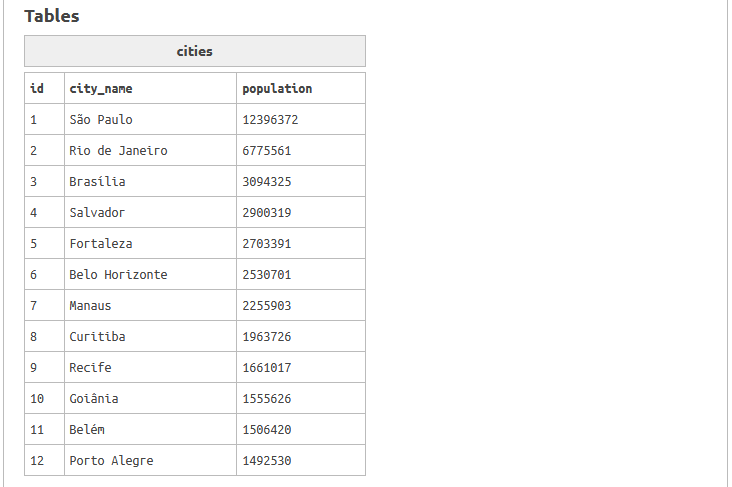 Tables
cities
id city_name population
1 São Paulo 12396372
2 Rio de Janeiro 6775561
3 Brasília 3094325
4 Salvador 2900319
5 Fortaleza 2703391
6 Belo Horizonte 2530701
7 Manaus 2255903
8 Curitiba 1963726
9 Recife 1661017
10 Goiânia 1555626
11 Belém 1506420
12 Porto Alegre 1492530